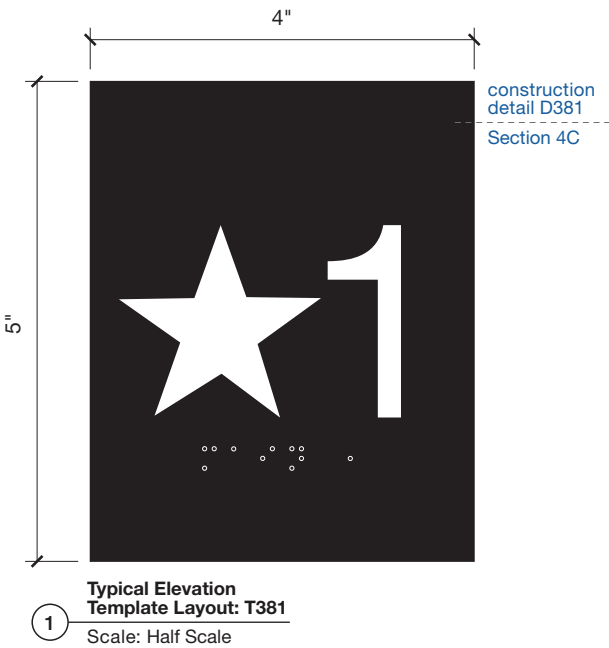 4"
construction
detail D381
Section 4C
5"
★1
⠍⠁⠊⠝ ⠂
Typical Elevation
Template Layout: T381
1
Scale: Half Scale